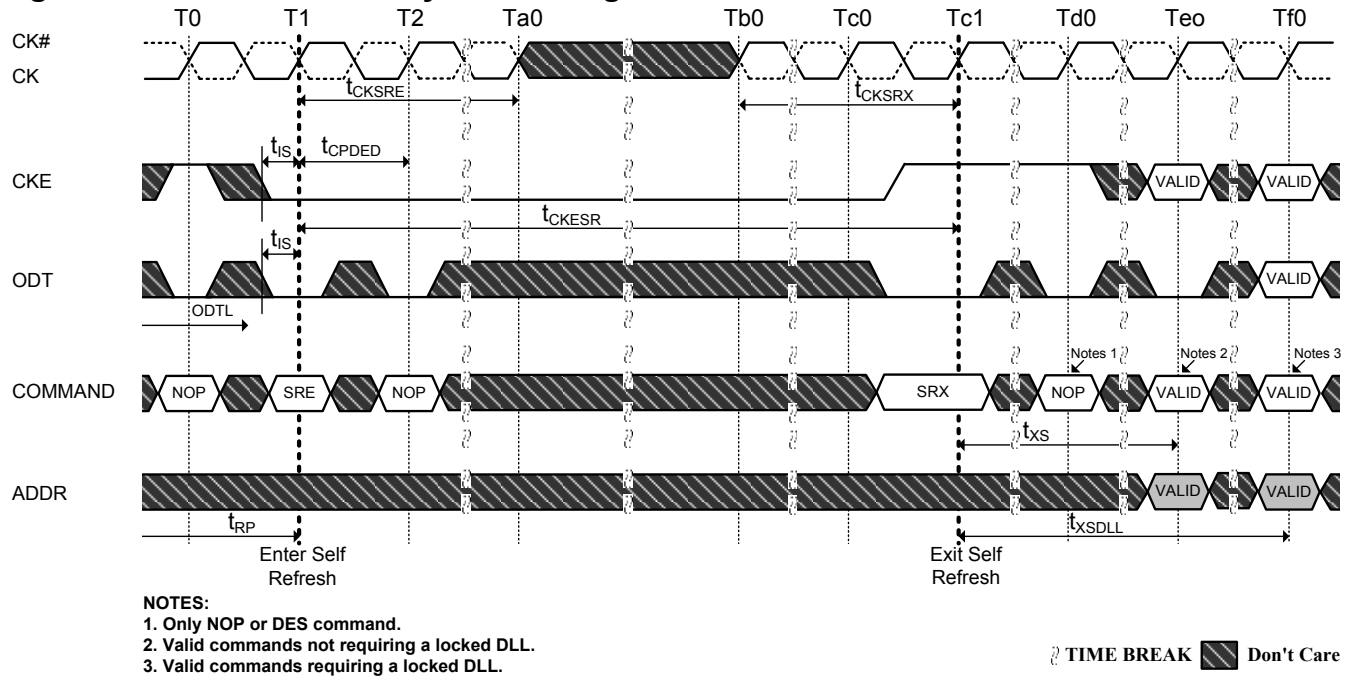 T0 T1 T2 Ta0 Tb0 Tc0 Tc1 Td0 Teo Tf0
CK#
CK
tCKSRE tCKSRX
tIS tCPDED
CKE VALID VALID
tCKESR
tIS
ODT VALID
ODTL
Notes 1 Notes 2 Notes 3
COMMAND NOP SRE NOP SRX NOP VALID VALID
tXS
ADDR VALID VALID
tRP tXSDLL
Enter Self Exit Self
Refresh Refresh
NOTES:
1. Only NOP or DES command.
2. Valid commands not requiring a locked DLL.
3. Valid commands requiring a locked DLL.
TIME BREAK Don't Care